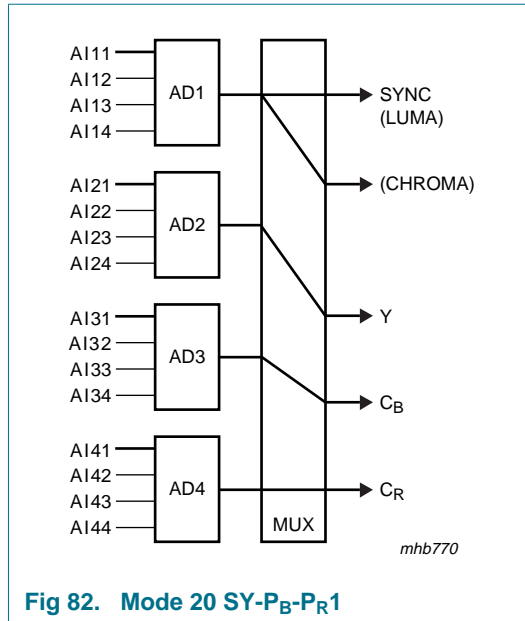 AI11
AI12
AI13
AI14
AD1
SYNC
(LUMA)
(CHROMA)
AI21
AI22
AI23
AI24
AD2
Y
AI31
AI32
AI33
AI34
AD3
CB
AI41
AI42
AI43
AI44
AD4
CR
MUX
mhb770
Fig 82. Mode 20 SY-PB-PR1